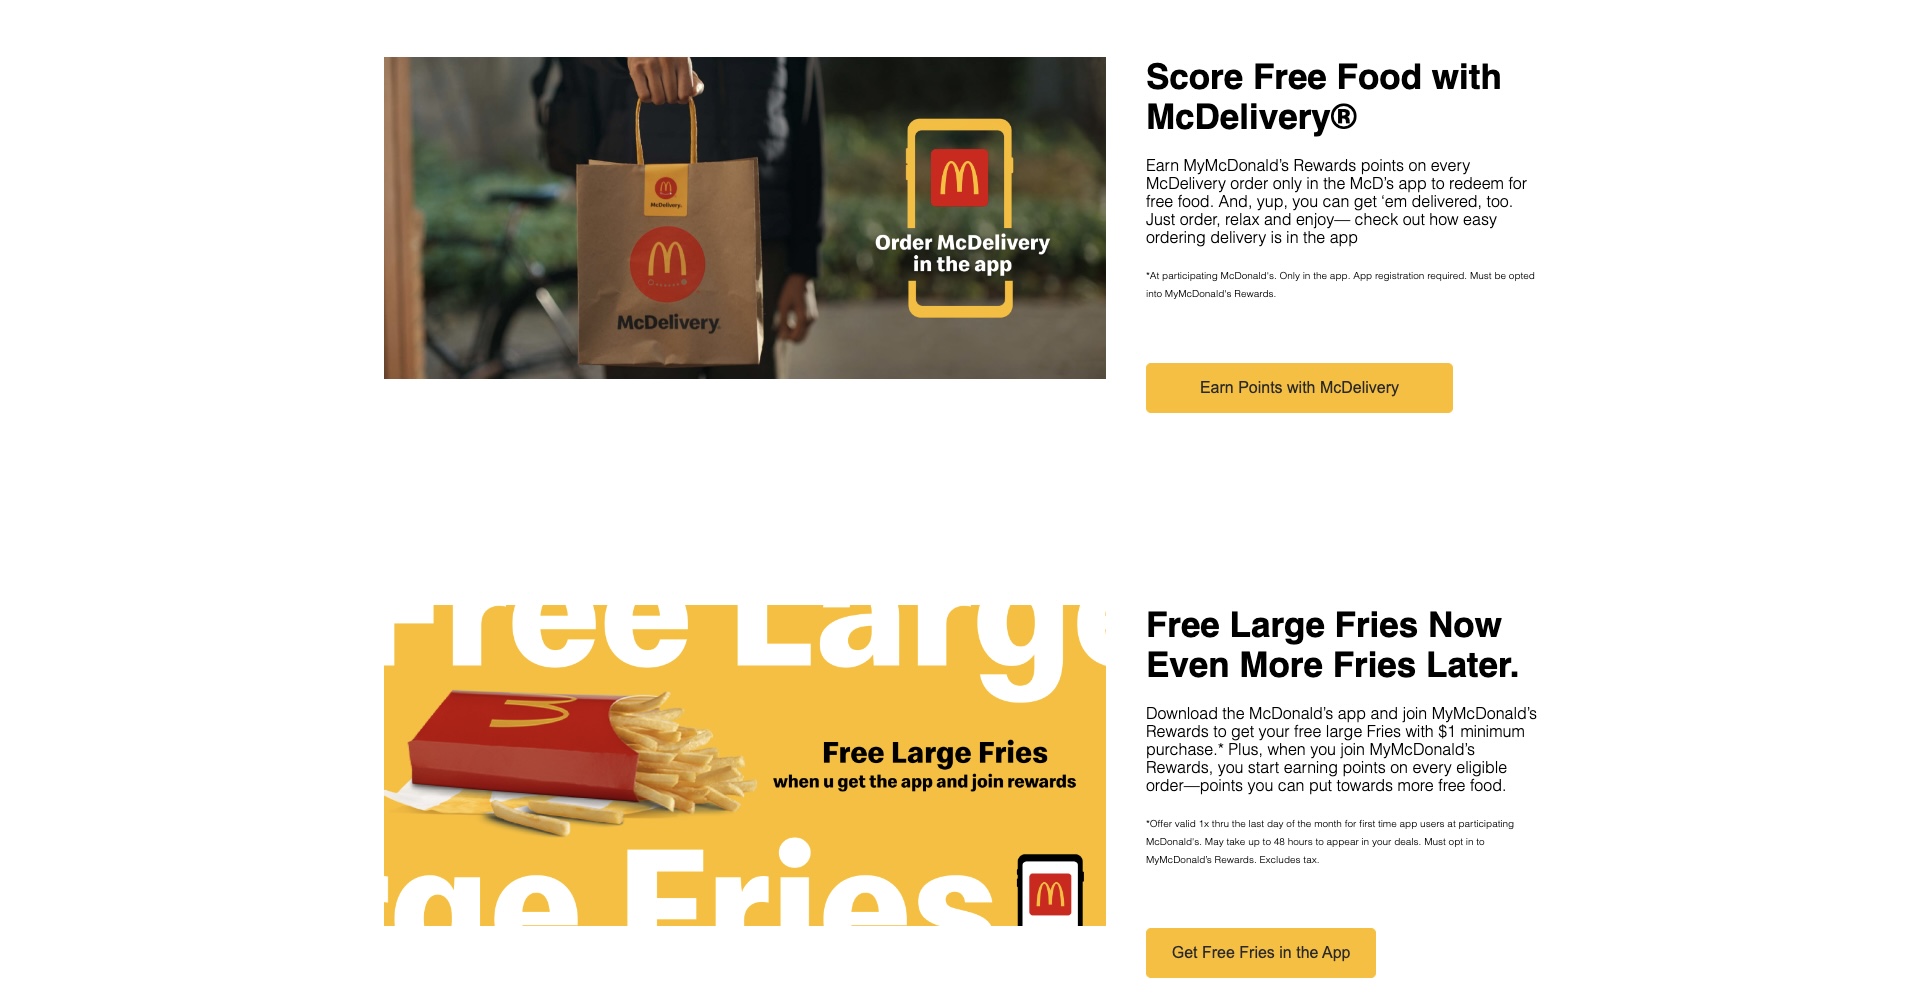 Score Free Food with
McDelivery®
Earn MyMcDonald’s Rewards points on every
McDelivery order only in the McD’s app to redeem for
free food. And, yup, you can get ‘em delivered, too.
Just order, relax and enjoy— check out how easy
ordering delivery is in the app
*At participating McDonald's. Only in the app. App registration required. Must be opted
into MyMcDonald's Rewards.
Earn Points with McDelivery
McDelivery
McDelivery
Order McDelivery
in the app
Free Large
Free Large Fries
when u get the app and join rewards
rge Fries
Free Large Fries Now
Even More Fries Later.
Download the McDonald’s app and join MyMcDonald’s
Rewards to get your free large Fries with $1 minimum
purchase.* Plus, when you join MyMcDonald’s
Rewards, you start earning points on every eligible
order—points you can put towards more free food.
*Offer valid 1x thru the last day of the month for first time app users at participating
McDonald's. May take up to 48 hours to appear in your deals. Must opt in to
MyMcDonald’s Rewards. Excludes tax.
Get Free Fries in the App